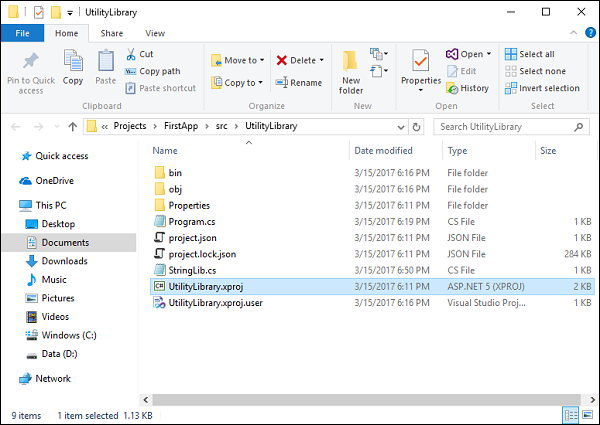 UtilityLibrary
File Home Share View
Pin to Quick access
Copy
Paste
Cut
Copy path
Paste shortcut
Clipboard
Move to
Copy to
Delete
Rename
Organize
New folder
New
Properties
Open
Edit
History
Open
Select all
Select none
Invert selection
Select
« Projects > FirstApp > src > UtilityLibrary
Search UtilityLibrary
Quick access
OneDrive
This PC
Desktop
Documents
Downloads
Music
Pictures
Videos
Windows (C:)
Data (D:)
Network
Name Date modified Type Size
bin 3/15/2017 6:16 PM File folder
obj 3/15/2017 6:16 PM File folder
Properties 3/15/2017 6:11 PM File folder
Program.cs 3/15/2017 6:19 PM CS File 1 KB
project.json 3/15/2017 6:11 PM JSON File 1 KB
project.lock.json 3/15/2017 6:11 PM JSON File 284 KB
StringLib.cs 3/15/2017 6:50 PM CS File 1 KB
UtilityLibrary.xproj 3/15/2017 6:11 PM ASP.NET 5 (XPROJ) 2 KB
UtilityLibrary.xproj.user 3/15/2017 6:16 PM Visual Studio Proj... 1 KB
9 items 1 item selected 1.13 KB